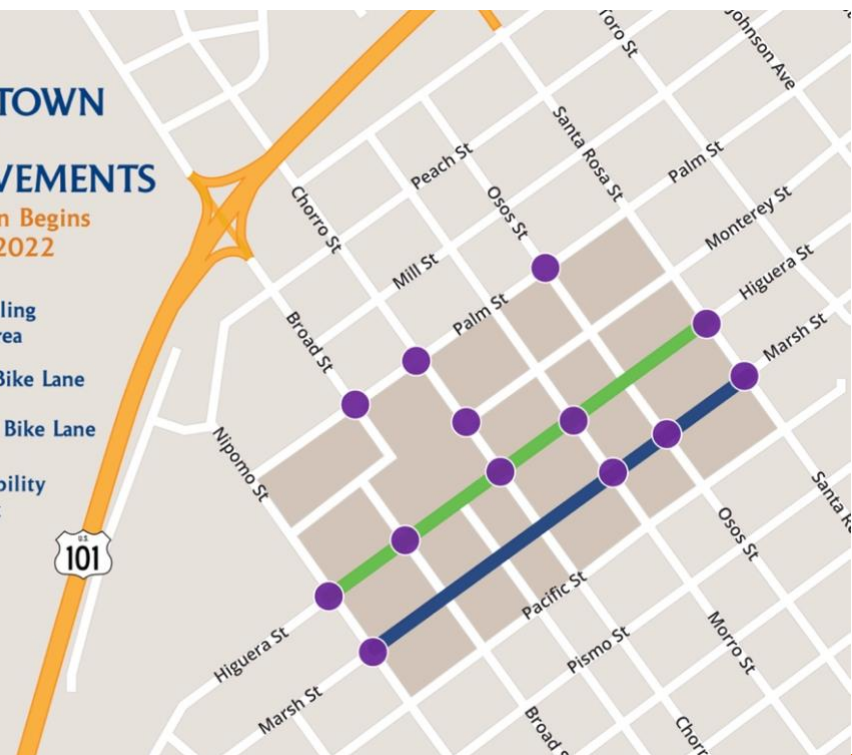 TOWN
VEMENTS
n Begins
2022
ling
rea
Bike Lane
Bike Lane
bility
U.S.
101
Toro St
Johnson Ave
Santa Rosa St
Peach St
Palm St
Osos St
Chorro St
Monterey St
Mill St
Higuera St
Palm St
Broad St
Marsh St
Nipomo St
Santa R
Osos St
Pacific St
Higuera St
Pismo St
Morro St
Marsh St
Broad S
Chorr